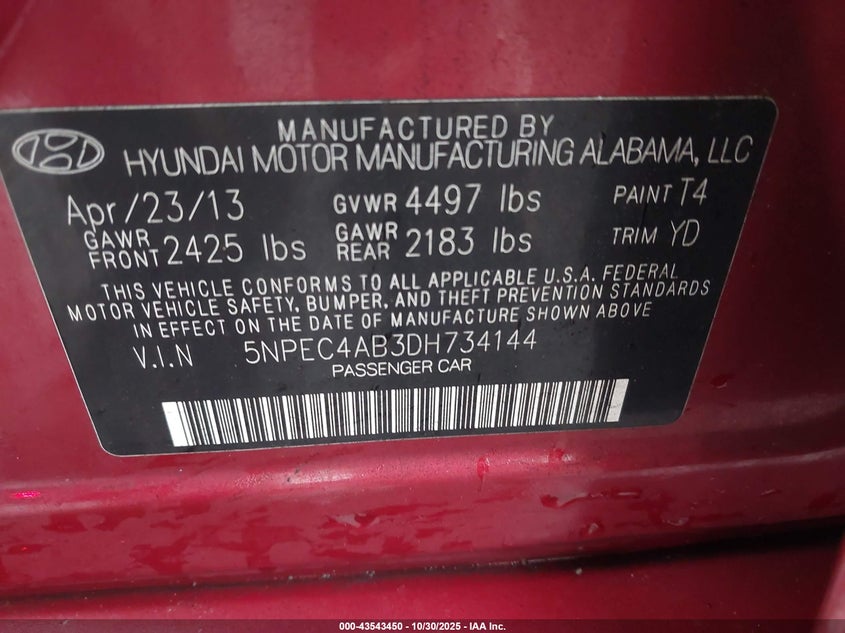 MANUFACTURED BY
HYUNDAI MOTOR MANUFACTURING ALABAMA, LLC
Apr/23/13 GVWR 4497 lbs PAINT T4
GAWR FRONT 2425 lbs GAWR REAR 2183 lbs TRIM YD
THIS VEHICLE CONFORMS TO ALL APPLICABLE U.S.A. FEDERAL
MOTOR VEHICLE SAFETY, BUMPER, AND THEFT PREVENTION STANDARDS
IN EFFECT ON THE DATE OF MANUFACTURE SHOWN ABOVE.
V.I.N 5NPEC4AB3DH734144
PASSENGER CAR
000-43543450 - 10/30/2025 - IAA Inc.